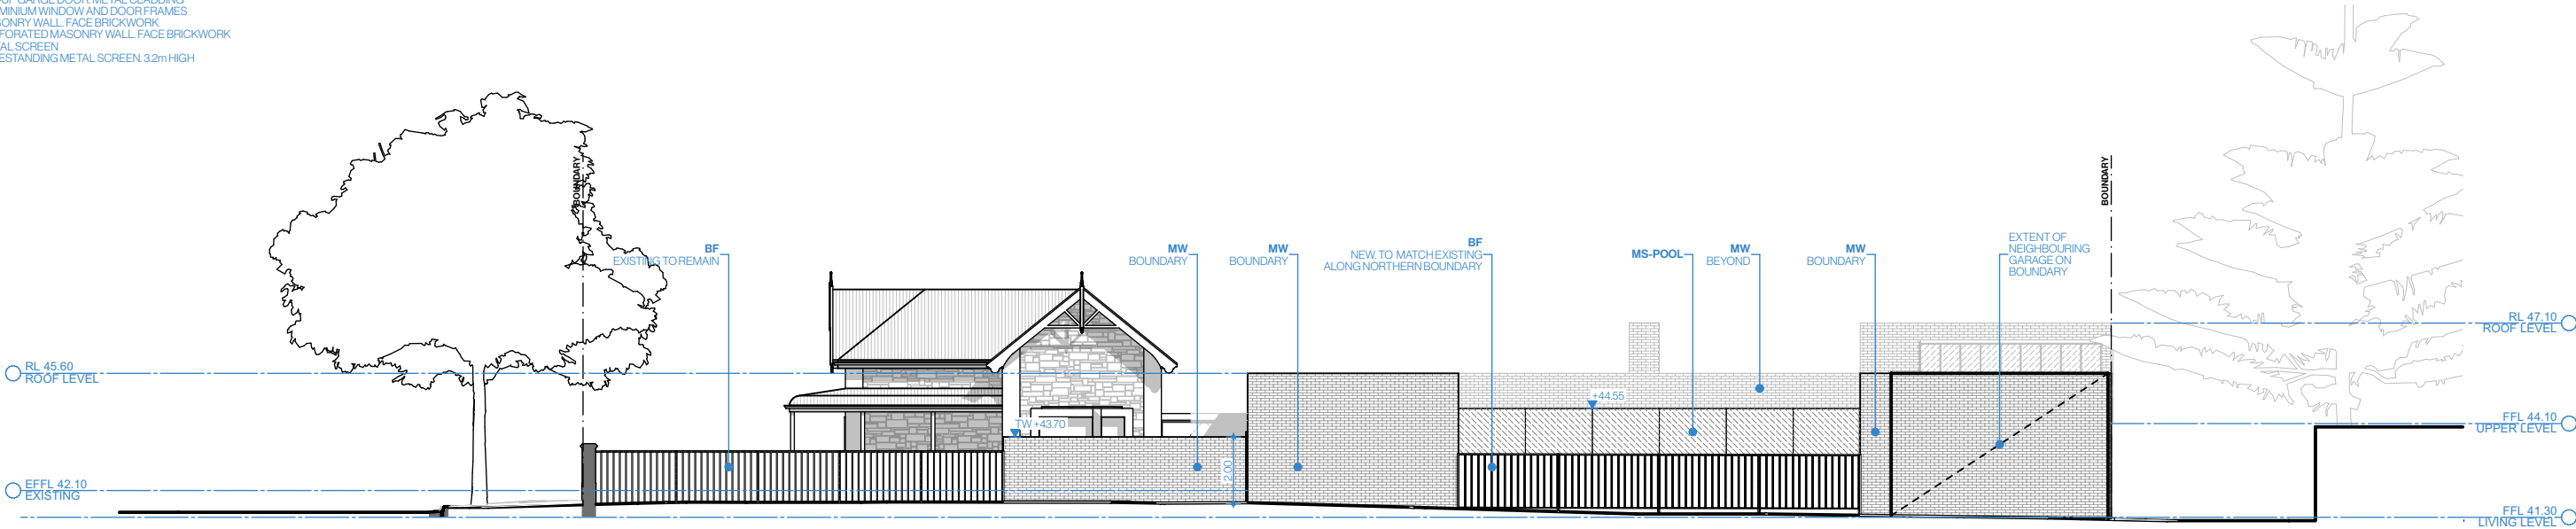 MINIUM WINDOW AND DOOR FRAMES
SONRY WALL. FACE BRICKWORK
FORATED MASONRY WALL. FACE BRICKWORK
AL SCREEN
ESTANDING METAL SCREEN. 3.2m HIGH
BOUNDARY
BF
EXISTING TO REMAIN
MW
BOUNDARY
MW
BOUNDARY
BF
NEW. TO MATCH EXISTING
ALONG NORTHERN BOUNDARY
MS-POOL
MW
BEYOND
MW
BOUNDARY
EXTENT OF
NEIGHBOURING
GARAGE ON
BOUNDARY
BOUNDARY
RL 47.10
ROOF LEVEL
RL 45.60
ROOF LEVEL
+44.55
TW +43.70
2.00
FFL 44.10
UPPER LEVEL
EFFL 42.10
EXISTING
FFL 41.30
LIVING LEVEL